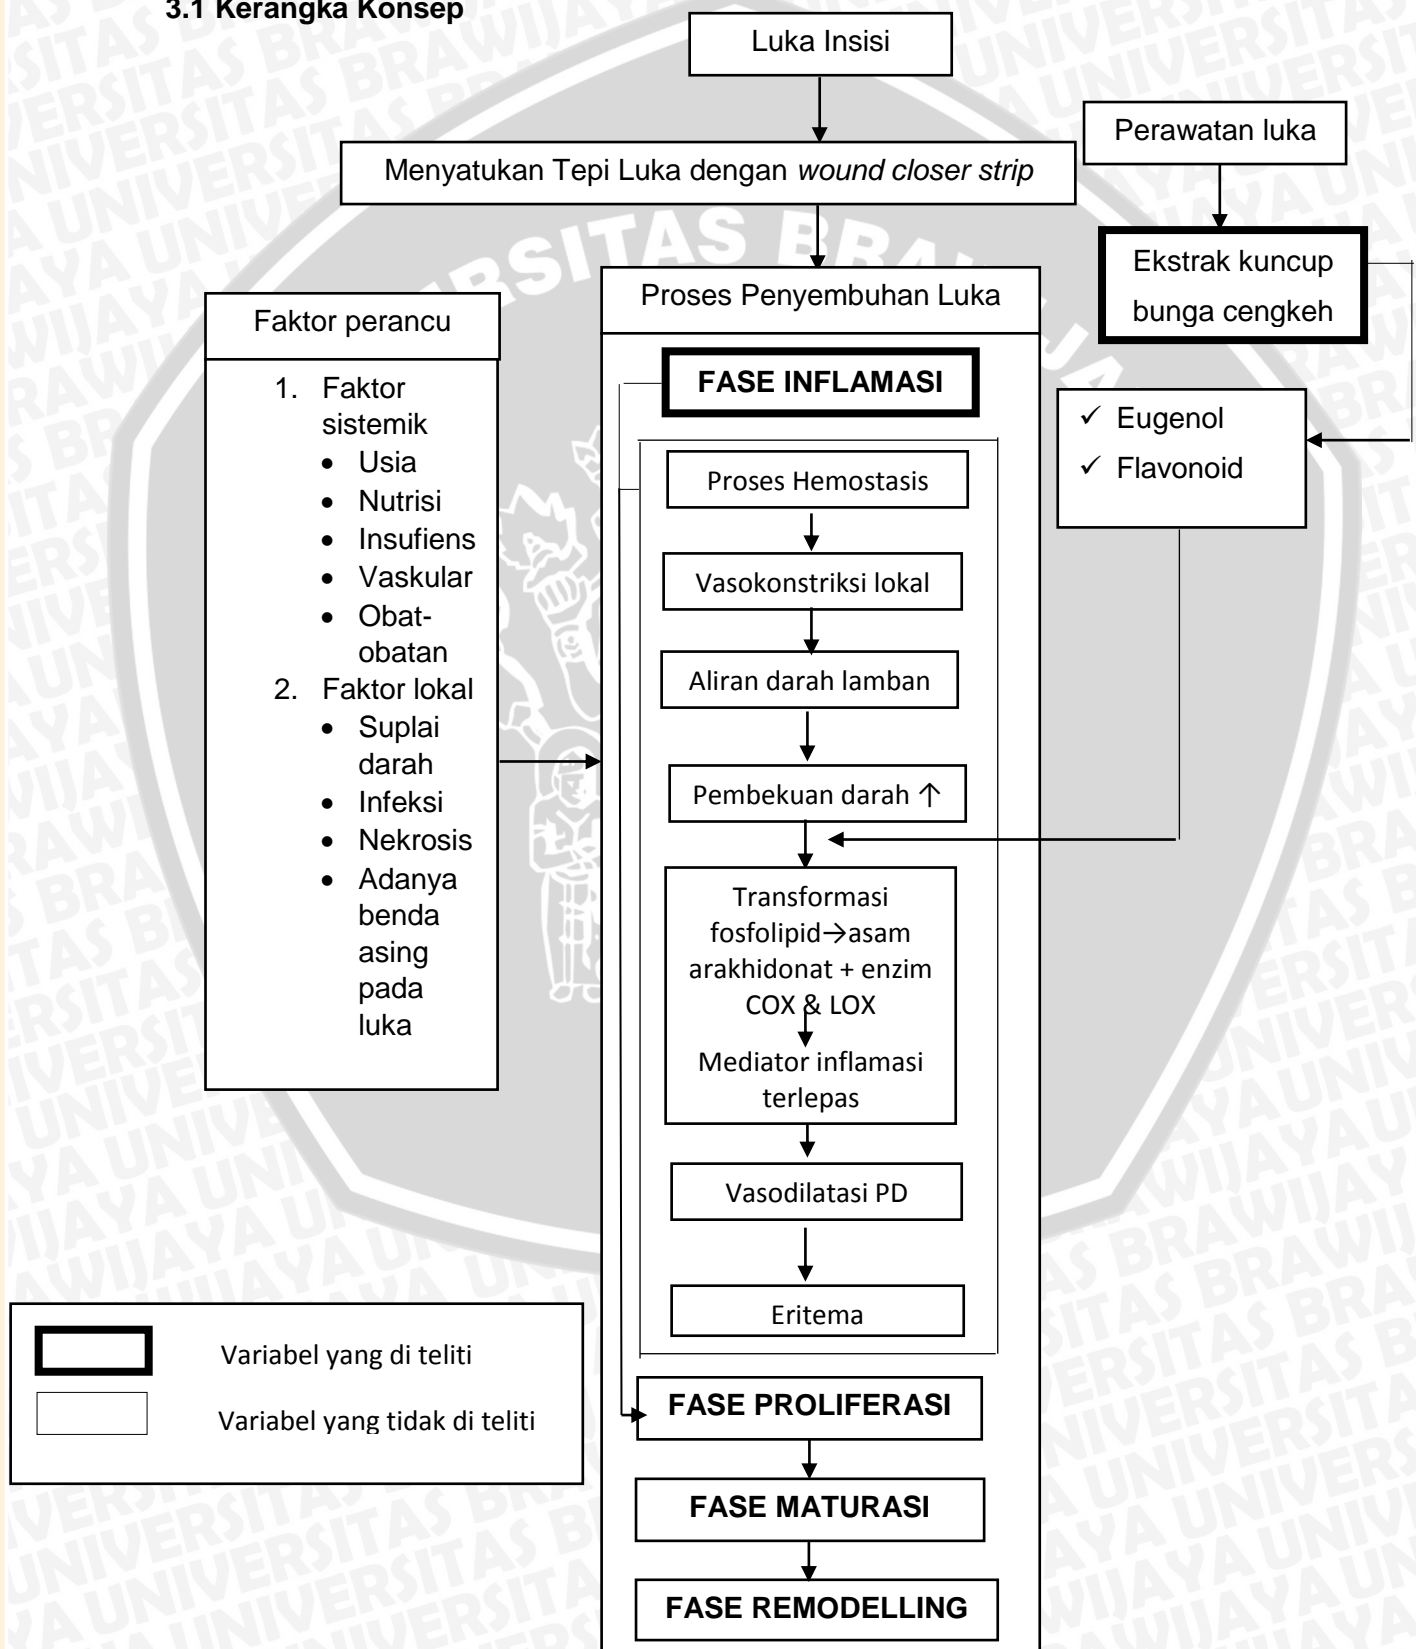 3.1 Kerangka Konsep
Luka Insisi
Perawatan luka
Menyatukan Tepi Luka dengan wound closer strip
Ekstrak kuncup
bunga cengkeh
Proses Penyembuhan Luka
Faktor perancu
1. Faktor
sistemik
• Usia
• Nutrisi
• Insufiens
• Vaskular
• Obat-
obatan
2. Faktor lokal
• Suplai
darah
• Infeksi
• Nekrosis
• Adanya
benda
asing
pada
luka
FASE INFLAMASI
✓ Eugenol
✓ Flavonoid
Proses Hemostasis
Vasokonstriksi lokal
Aliran darah lamban
Pembekuan darah ↑
Transformasi
fosfolipid→asam
arakhidonat + enzim
COX & LOX
Mediator inflamasi
terlepas
Vasodilatasi PD
Eritema
Variabel yang di teliti
Variabel yang tidak di teliti
FASE PROLIFERASI
FASE MATURASI
FASE REMODELLING